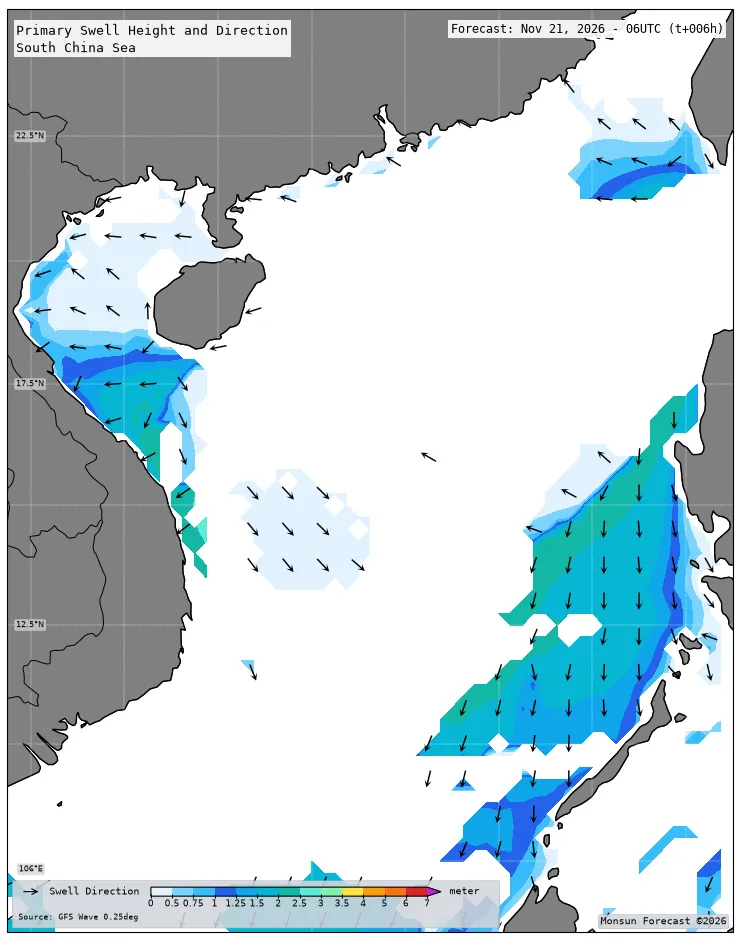 Primary Swell Height and Direction
South China Sea
Forecast: Nov 21, 2026 - 06UTC (t+006h)
22.5°N
17.5°N
12.5°N
106°E
Swell Direction
0 0.5 0.75 1 1.25 1.5 2 2.5 3 3.5 4 5 6 7
meter
Source: GFS Wave 0.25deg
Monsun Forecast ©2026